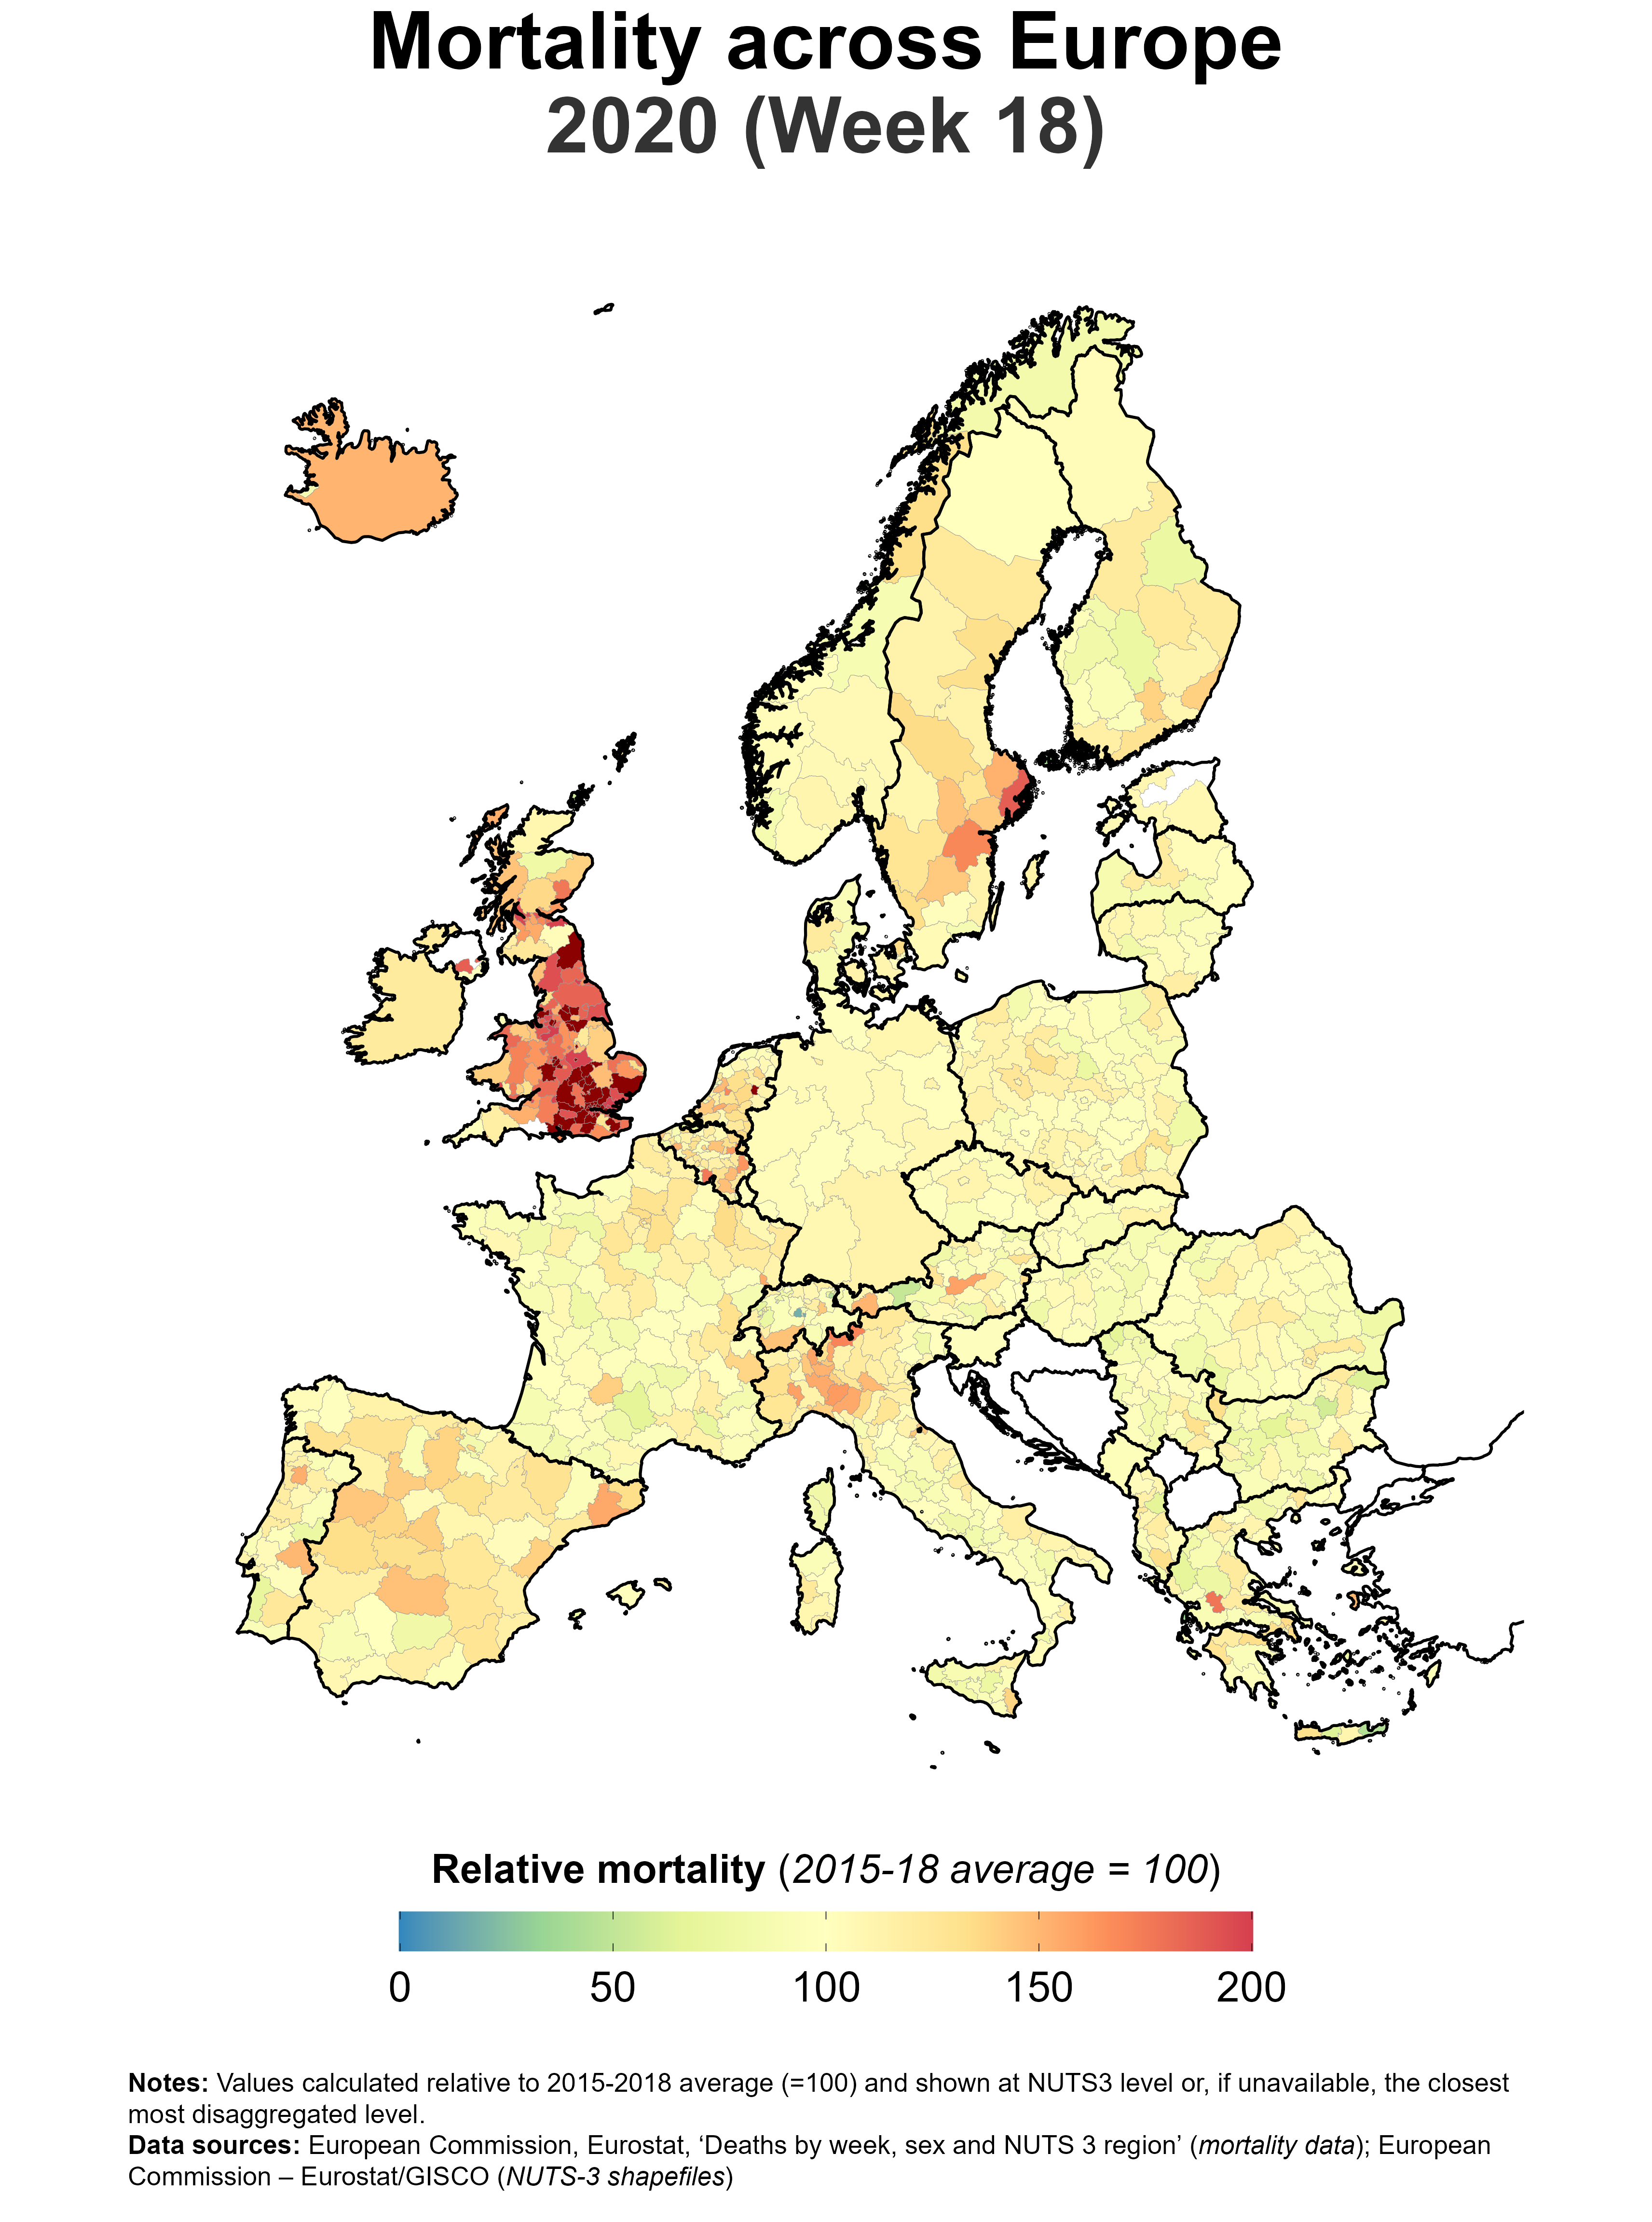 Mortality across Europe
2020 (Week 18)
Relative mortality (2015-18 average = 100)
0 50 100 150 200
Notes: Values calculated relative to 2015-2018 average (=100) and shown at NUTS3 level or, if unavailable, the closest
most disaggregated level.
Data sources: European Commission, Eurostat, ‘Deaths by week, sex and NUTS 3 region’ (mortality data); European
Commission – Eurostat/GISCO (NUTS-3 shapefiles)